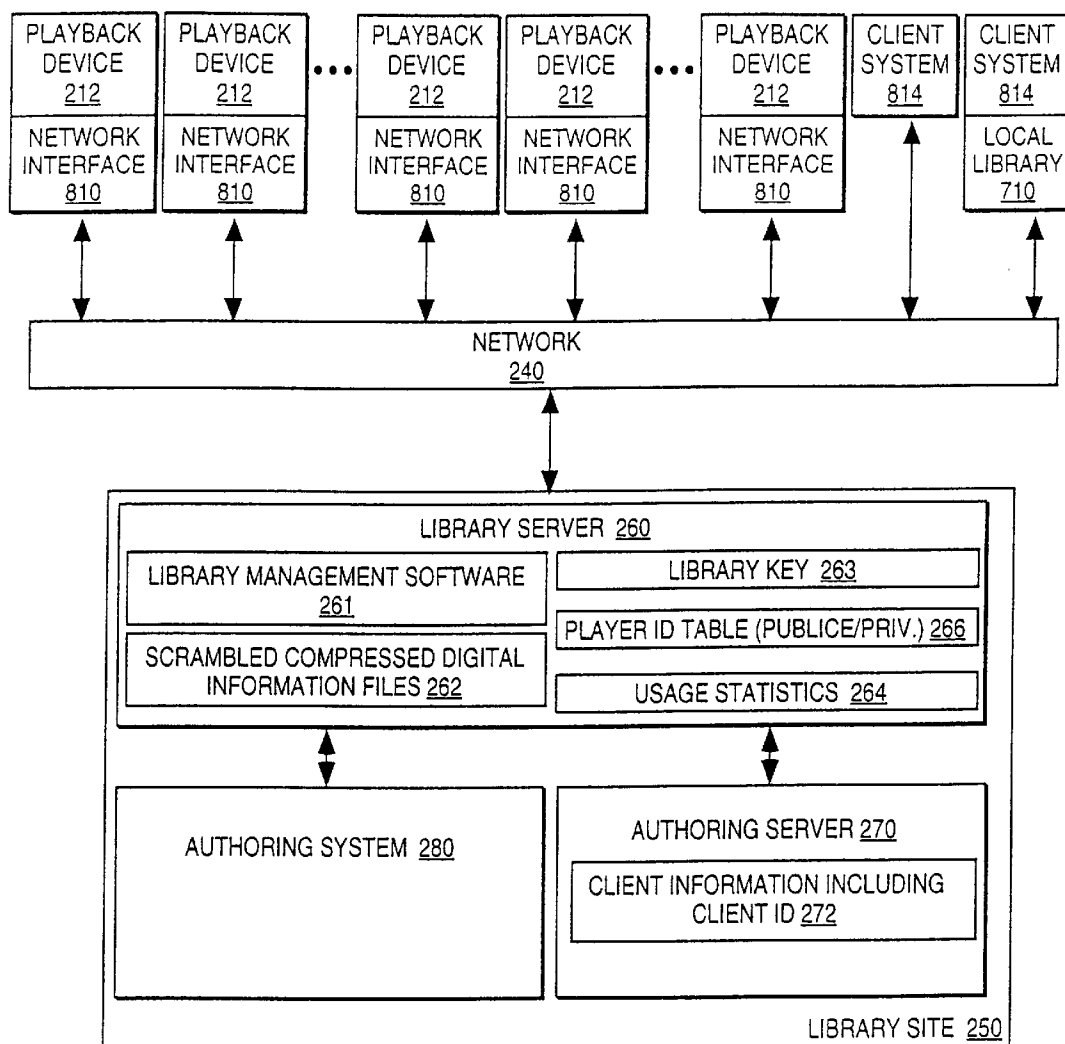 PLAYBACK
DEVICE
212
NETWORK
INTERFACE
810
PLAYBACK
DEVICE
212
NETWORK
INTERFACE
810
PLAYBACK
DEVICE
212
NETWORK
INTERFACE
810
PLAYBACK
DEVICE
212
NETWORK
INTERFACE
810
PLAYBACK
DEVICE
212
NETWORK
INTERFACE
810
CLIENT
SYSTEM
814
CLIENT
SYSTEM
814
LOCAL
LIBRARY
710
NETWORK
240
LIBRARY SERVER 260
LIBRARY MANAGEMENT SOFTWARE
261
SCRAMBLED COMPRESSED DIGITAL
INFORMATION FILES 262
LIBRARY KEY 263
PLAYER ID TABLE (PUBLICE/PRIV.) 266
USAGE STATISTICS 264
AUTHORING SYSTEM 280
AUTHORING SERVER 270
CLIENT INFORMATION INCLUDING
CLIENT ID 272
LIBRARY SITE 250